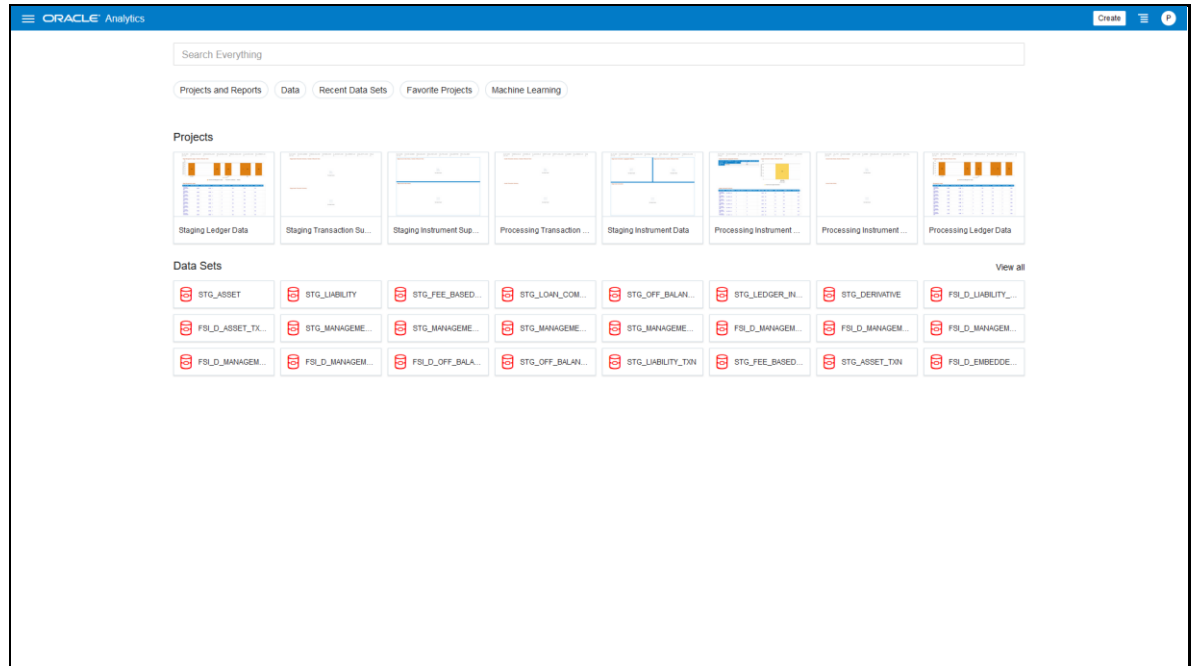 ORACLE Analytics
Create
P
Search Everything
Projects and Reports Data Recent Data Sets Favorite Projects Machine Learning
Projects
Staging Ledger Data Staging Transaction Su... Staging Instrument Sup... Processing Transaction ... Staging Instrument Data Processing Instrument ... Processing Instrument ... Processing Ledger Data
Data Sets View all
STG_ASSET STG_LIABILITY STG_FEE_BASED... STG_LOAN_COM... STG_OFF_BALAN... STG_LEDGER_IN... STG_DERIVATIVE FSI_D_LIABILITY_...
FSI_D_ASSET_TX... STG_MANAGEME... STG_MANAGEME... STG_MANAGEME... STG_MANAGEME... FSI_D_MANAGEM... FSI_D_MANAGEM... FSI_D_MANAGEM...
FSI_D_MANAGEM... FSI_D_MANAGEM... FSI_D_OFF_BALA... STG_OFF_BALAN... STG_LIABILITY_TXN STG_FEE_BASED... STG_ASSET_TXN FSI_D_EMBEDDE...